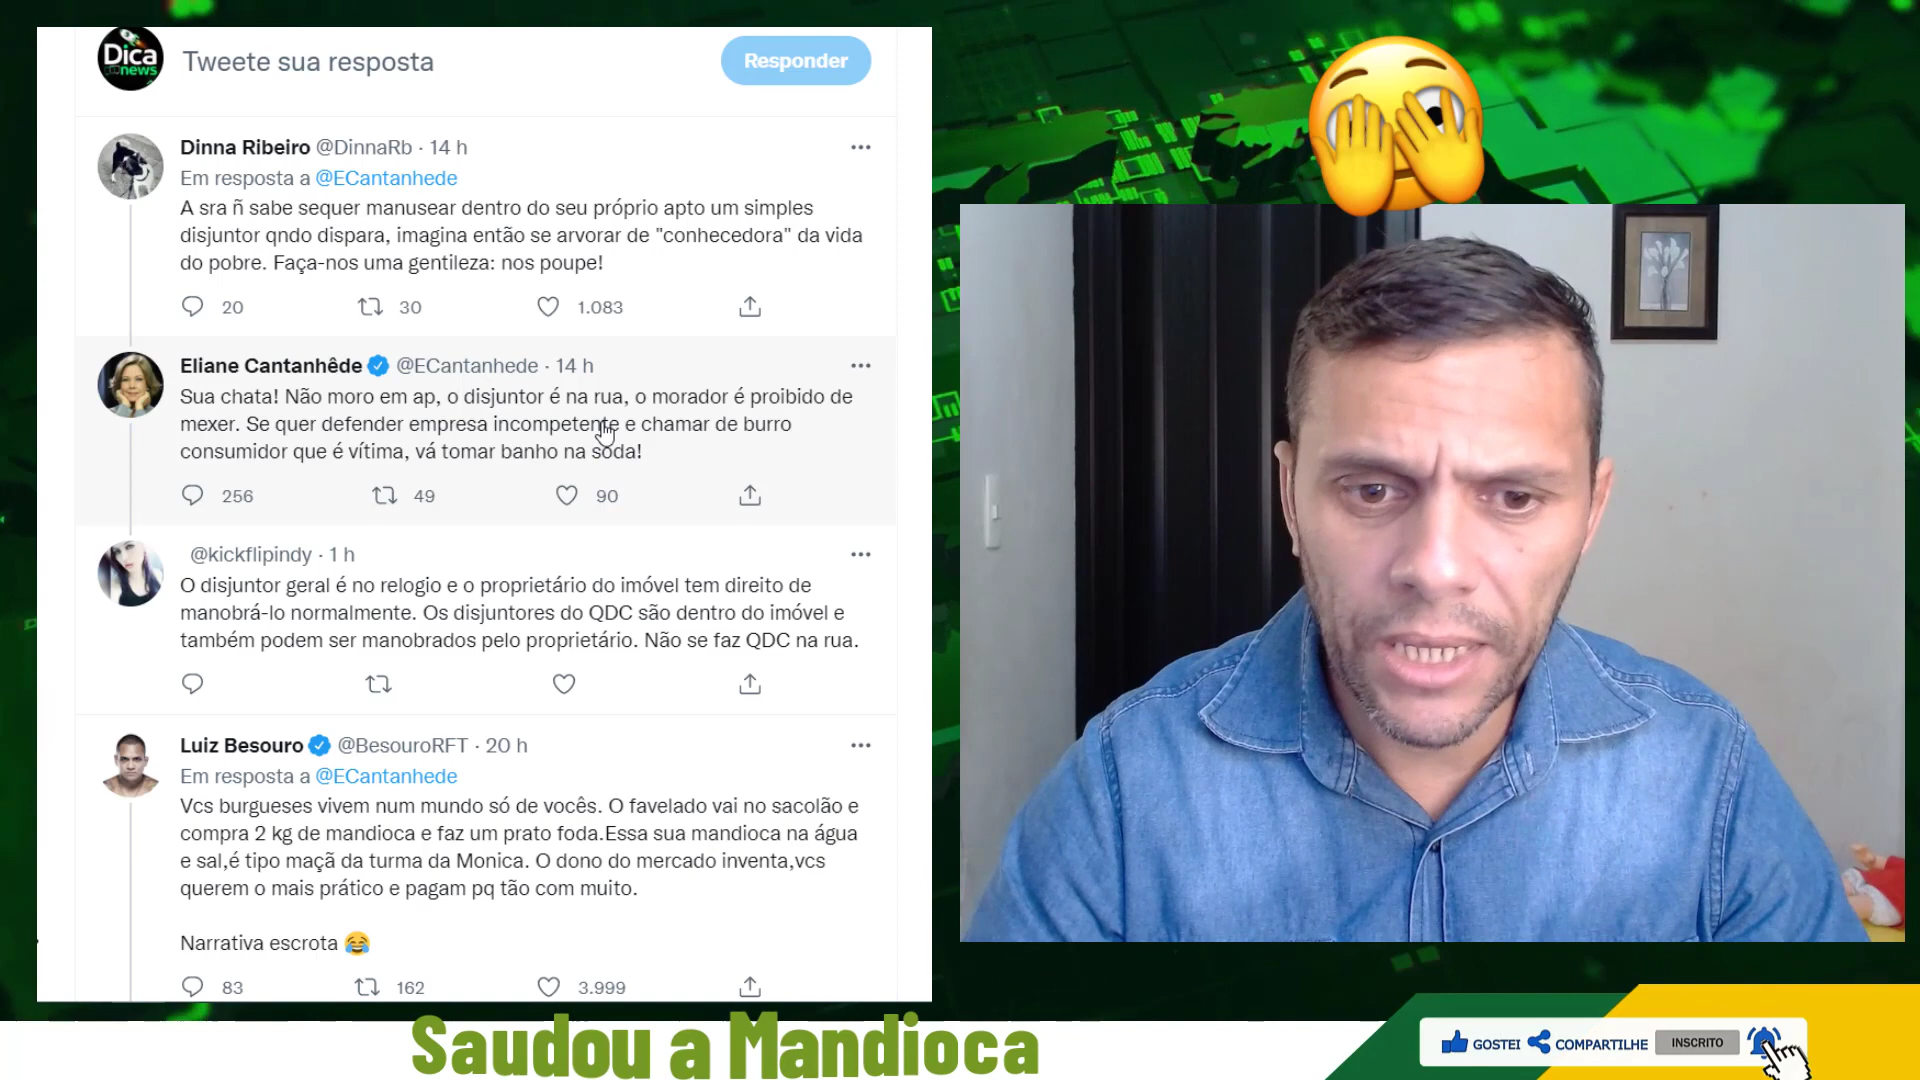 Dica
news
Tweete sua resposta
Responder
Dinna Ribeiro @DinnaRb · 14 h
Em resposta a @ECantanhede
A sra ñ sabe sequer manusear dentro do seu próprio apto um simples
disjuntor qndo dispara, imagina então se arvorar de "conhecedora" da vida
do pobre. Faça-nos uma gentileza: nos poupe!
20 30 1.083
Eliane Cantanhêde @ECantanhede · 14 h
Sua chata! Não moro em ap, o disjuntor é na rua, o morador é proibido de
mexer. Se quer defender empresa incompetente e chamar de burro
consumidor que é vítima, vá tomar banho na soda!
256 49 90
@kickflipindy · 1 h
O disjuntor geral é no relogio e o proprietário do imóvel tem direito de
manobrá-lo normalmente. Os disjuntores do QDC são dentro do imóvel e
também podem ser manobrados pelo proprietário. Não se faz QDC na rua.
Luiz Besouro @BesouroRFT · 20 h
Em resposta a @ECantanhede
Vcs burgueses vivem num mundo só de vocês. O favelado vai no sacolão e
compra 2 kg de mandioca e faz um prato foda.Essa sua mandioca na água
e sal,é tipo maçã da turma da Monica. O dono do mercado inventa,vcs
querem o mais prático e pagam pq tão com muito.
Narrativa escrota 😂
83 162 3.999
Saudou a Mandioca
GOSTEI COMPARTILHE INSCRITO